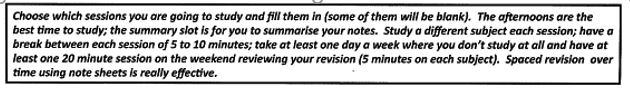 Choose which sessions you are going to study and fill them in (some of them will be blank).  The afternoons are the
best time to study; the summary slot is for you to summarise your notes.  Study a different subject each session; have a
break between each session of 5 to 10 minutes; take at least one day a week where you don't study at all and have at
least one 20 minute session on the weekend reviewing your revision (5 minutes on each subject).  Spaced revision  over
time using note sheets is really effective.